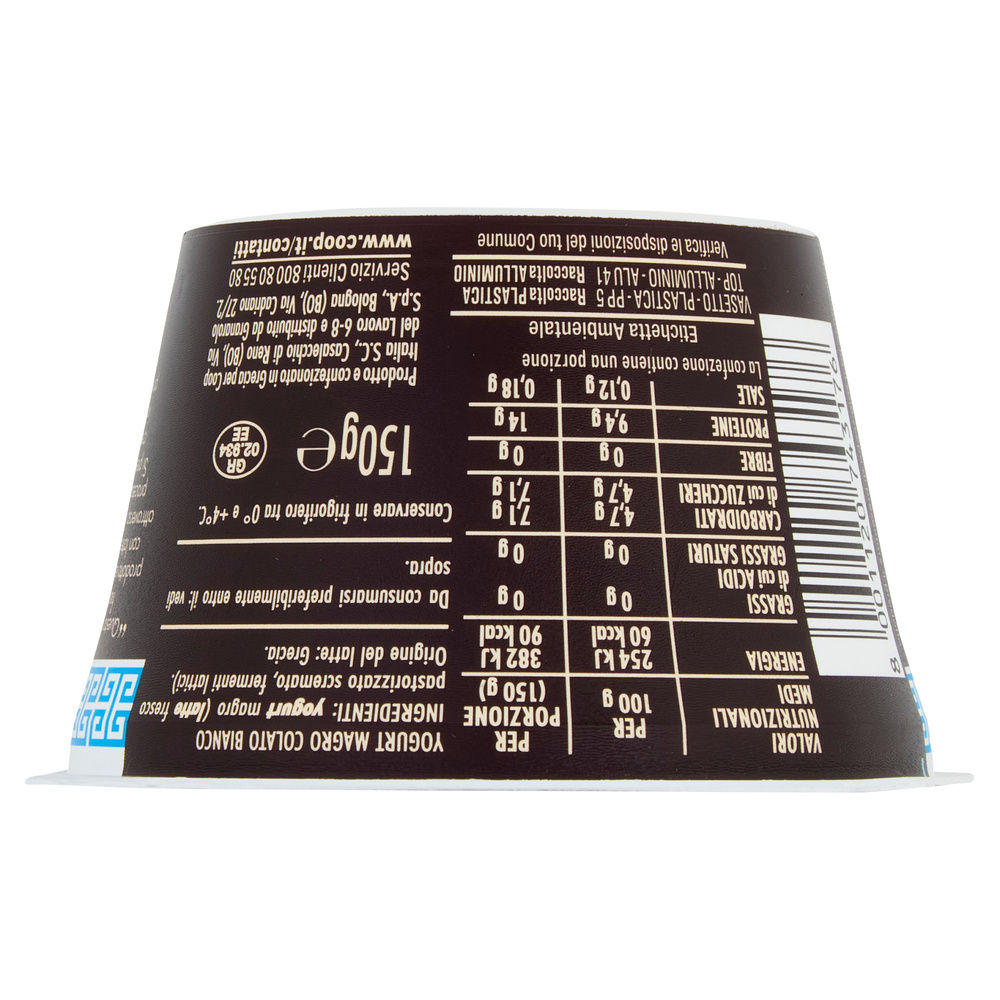 YOGURT MAGRO COLATO BIANCO
INGREDIENTI: yogurt magro (latte fresco
pastorizzato scremato, fermenti lattici).
Origine del latte: Grecia.
Da consumarsi preferibilmente entro il: vedi
sopra.
Conservare in frigorifero tra 0° e +4°C.
150g e
GR
02.934
EE
Prodotto e confezionato in Grecia per Coop
Italia S.C., Casalecchio di Reno (BO), Via
del Lavoro 6-8 e distribuito da Granarolo
S.p.A., Bologna (BO), Via Cadriano 27/2.
Servizio Clienti 800 80 55 80
www.coop.it/contatti
VALORI NUTRIZIONALI MEDI PER 100 g PER PORZIONE (150 g)
ENERGIA 254 kJ 60 kcal 382 kJ 90 kcal
GRASSI 0 g 0 g
di cui ACIDI GRASSI SATURI 0 g 0 g
CARBOIDRATI 4,7 g 7,1 g
di cui ZUCCHERI 4,7 g 7,1 g
FIBRE 0 g 0 g
PROTEINE 9,4 g 14 g
SALE 0,12 g 0,18 g
La confezione contiene una porzione
Etichetta Ambientale
VASETTO - PLASTICA - PP 5 Raccolta PLASTICA
TOP - ALLUMINIO - ALU 41 Raccolta ALLUMINIO
Verifica le disposizioni del tuo Comune
8 001120 743176